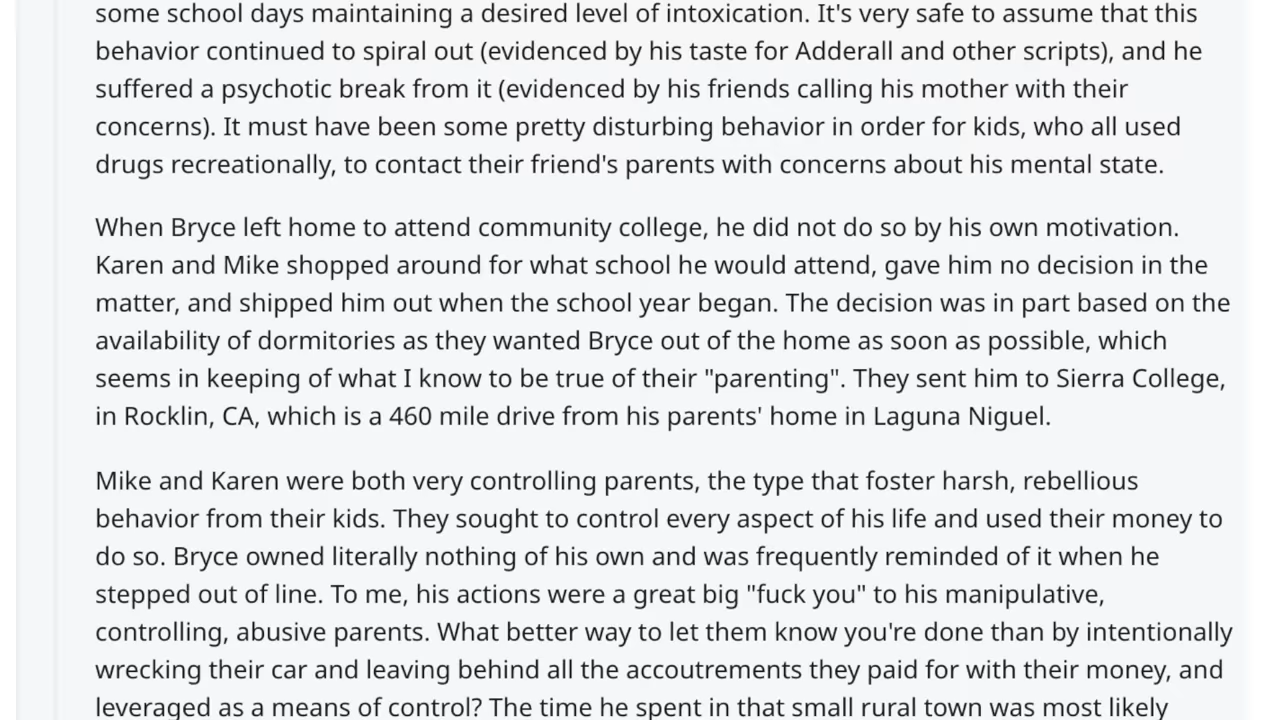 some school days maintaining a desired level of intoxication. It's very safe to assume that this
behavior continued to spiral out (evidenced by his taste for Adderall and other scripts), and he
suffered a psychotic break from it (evidenced by his friends calling his mother with their
concerns). It must have been some pretty disturbing behavior in order for kids, who all used
drugs recreationally, to contact their friend's parents with concerns about his mental state.
When Bryce left home to attend community college, he did not do so by his own motivation.
Karen and Mike shopped around for what school he would attend, gave him no decision in the
matter, and shipped him out when the school year began. The decision was in part based on the
availability of dormitories as they wanted Bryce out of the home as soon as possible, which
seems in keeping of what I know to be true of their "parenting". They sent him to Sierra College,
in Rocklin, CA, which is a 460 mile drive from his parents' home in Laguna Niguel.
Mike and Karen were both very controlling parents, the type that foster harsh, rebellious
behavior from their kids. They sought to control every aspect of his life and used their money to
do so. Bryce owned literally nothing of his own and was frequently reminded of it when he
stepped out of line. To me, his actions were a great big "fuck you" to his manipulative,
controlling, abusive parents. What better way to let them know you're done than by intentionally
wrecking their car and leaving behind all the accoutrements they paid for with their money, and
leveraged as a means of control? The time he spent in that small rural town was most likely